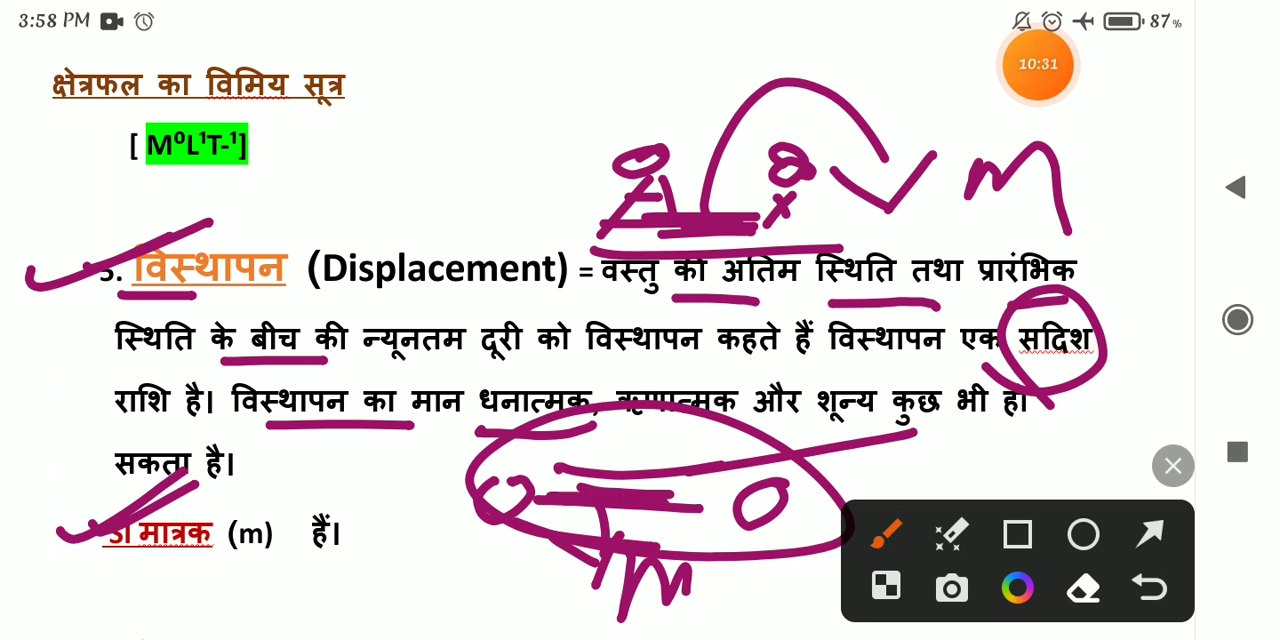 3:58 PM 87%
10:31
क्षेत्रफल का विमिय सूत्र
[ M⁰L¹T-¹]
5. विस्थापन (Displacement) = वस्तु की अंतिम स्थिति तथा प्रारंभिक
स्थिति के बीच की न्यूनतम दूरी को विस्थापन कहते हैं विस्थापन एक सदिश
राशि है। विस्थापन का मान धनात्मक, ऋणात्मक और शून्य कुछ भी हो
सकता है।
SI मात्रक (m) हैं।